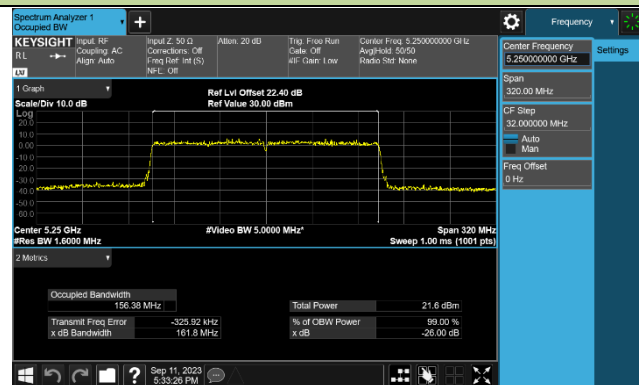 Spectrum Analyzer 1
Occupied BW
Frequency
KEYSIGHT
Input: RF
Input Z: 50 Ω
Atten: 20 dB
Trig: Free Run
Center Freq: 5.250000000 GHz
RL
Coupling: AC
Corrections: Off
Gate: Off
Avg|Hold: 50/50
Align: Auto
Freq Ref: Int (S)
#IF Gain: Low
Radio Std: None
LXI
NFE: Off
Center Frequency
5.250000000 GHz
Settings
Span
320.00 MHz
CF Step
32.000000 MHz
Auto
Man
Freq Offset
0 Hz
1 Graph
Ref Lvl Offset 22.40 dB
Scale/Div 10.0 dB
Ref Value 30.00 dBm
Log
20.0
10.0
0.00
-10.0
-20.0
-30.0
-40.0
-50.0
-60.0
Center 5.25 GHz
#Video BW 5.0000 MHz*
Span 320 MHz
#Res BW 1.6000 MHz
Sweep 1.00 ms (1001 pts)
2 Metrics
Occupied Bandwidth
156.38 MHz
Total Power
21.6 dBm
Transmit Freq Error
-325.92 kHz
% of OBW Power
99.00 %
x dB Bandwidth
161.8 MHz
x dB
-26.00 dB
?
Sep 11, 2023
5:33:26 PM